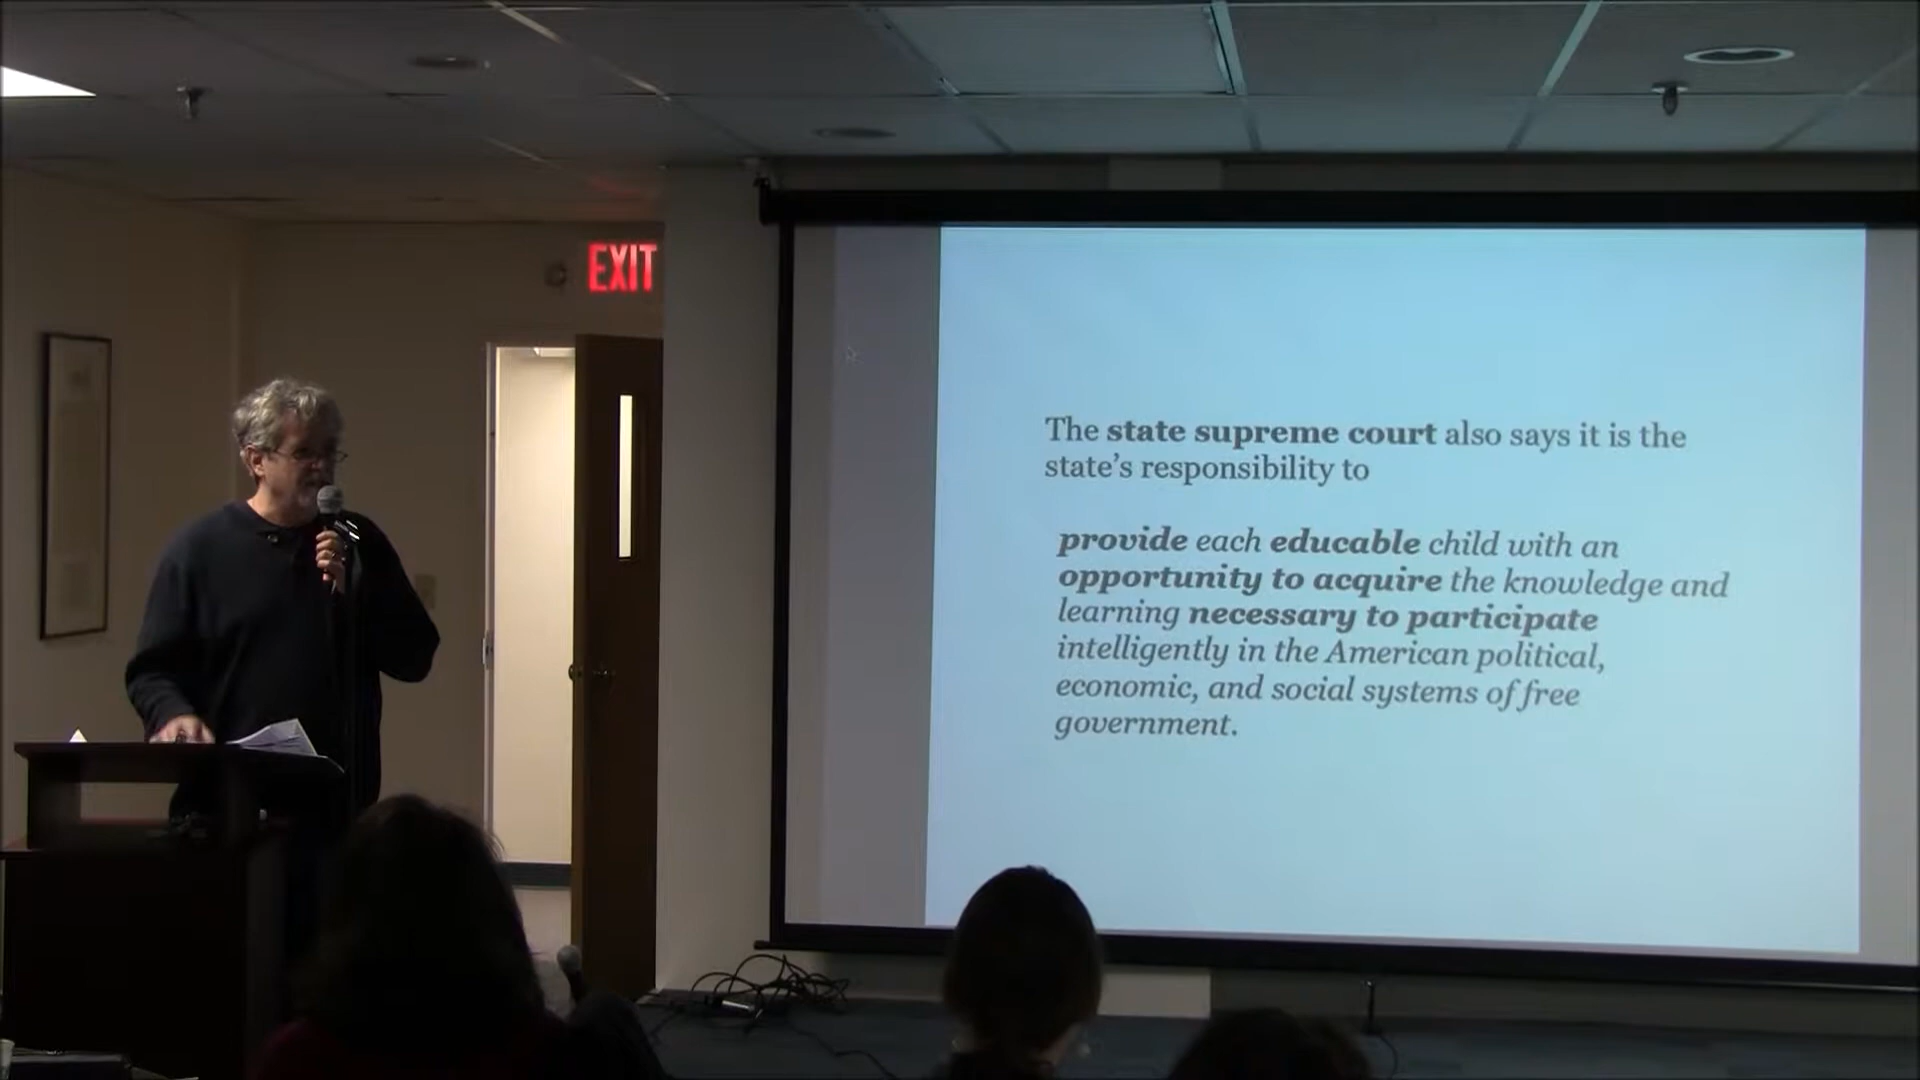 EXIT
The state supreme court also says it is the
state's responsibility to
provide each educable child with an
opportunity to acquire the knowledge and
learning necessary to participate
intelligently in the American political,
economic, and social systems of free
government.